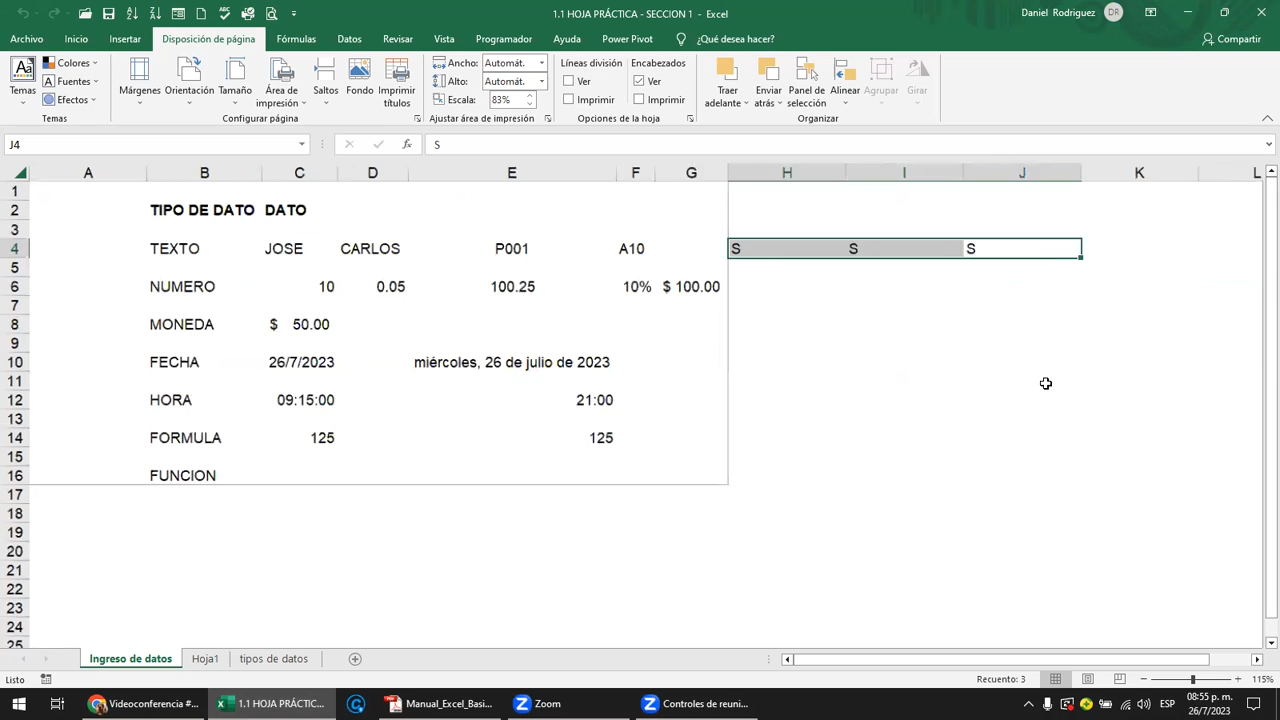 1.1 HOJA PRÁCTICA - SECCION 1 - Excel
Daniel Rodriguez DR
Archivo Inicio Insertar Disposición de página Fórmulas Datos Revisar Vista Programador Ayuda Power Pivot ¿Qué desea hacer? Compartir
Colores Ancho: Automát. Líneas división Encabezados
Fuentes Alto: Automát. Ver Ver
Efectos Escala: 83% Imprimir Imprimir
Temas Márgenes Orientación Tamaño Área de impresión Saltos Fondo Imprimir títulos Traer adelante Enviar atrás Panel de selección Alinear Agrupar Girar
Temas Configurar página Ajustar área de impresión Opciones de la hoja Organizar
J4 fx S
A B C D E F G H I J K L
1
2 TIPO DE DATO DATO
3
4 TEXTO JOSE CARLOS P001 A10 S S S
5
6 NUMERO 10 0.05 100.25 10% $ 100.00
7
8 MONEDA $ 50.00
9
10 FECHA 26/7/2023 miércoles, 26 de julio de 2023
11
12 HORA 09:15:00 21:00
13
14 FORMULA 125 125
15
16 FUNCION
17
18
19
20
21
22
23
24
25
Ingreso de datos Hoja1 tipos de datos
Listo Recuento: 3 115%
Videoconferencia #... 1.1 HOJA PRÁCTICA... Manual_Excel_Basi... Zoom Controles de reuni... ESP 08:55 p. m.
26/7/2023